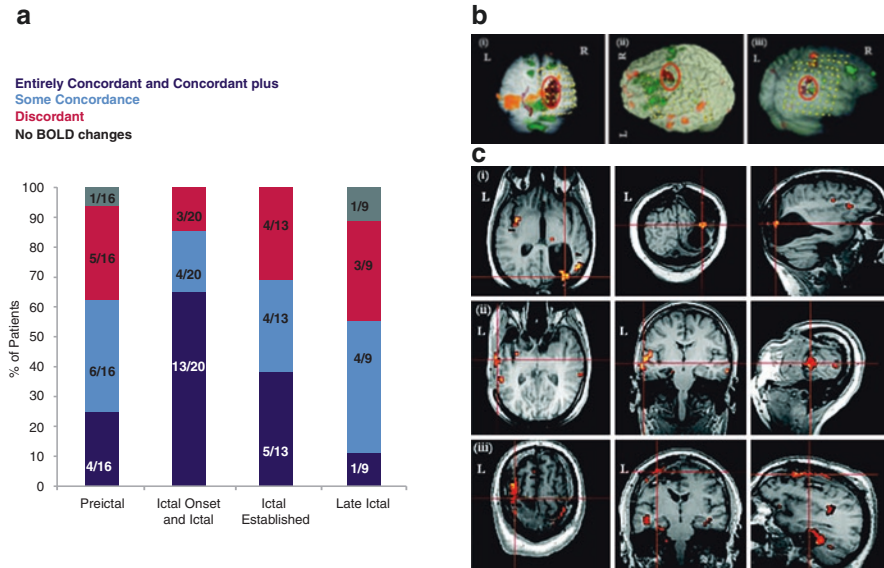 a
Entirely Concordant and Concordant plus
Some Concordance
Discordant
No BOLD changes
% of Patients
100
90
80
70
60
50
40
30
20
10
0
1/16
5/16
6/16
4/16
3/20
4/20
13/20
4/13
4/13
5/13
1/9
3/9
4/9
1/9
Preictal
Ictal Onset
and Ictal
Ictal
Established
Late Ictal
b
(i)
L
R
(ii)
R
L
(iii)
L
R
c
(i)
L
L
(ii)
L
L
(iii)
L
L